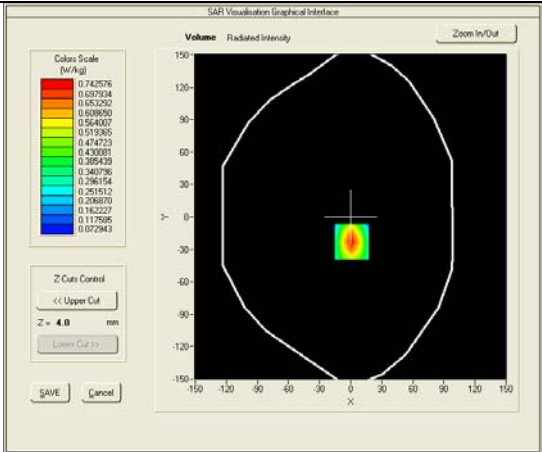 SAR Visualisation Graphical Interface
Volume Radiated Intensity
Zoom In/Out
Colors Scale
(W/kg)
0.742576
0.697934
0.653292
0.608650
0.564007
0.519365
0.474723
0.430081
0.385439
0.340796
0.296154
0.251512
0.206870
0.162227
0.117585
0.072943
Z-Cuts Control
<< Upper Cut
Z = 4.0 mm
Lower Cut >>
SAVE Cancel
150
120
90
60
30
0
-30
-60
-90
-120
-150
Y
-150 -120 -90 -60 -30 0 30 60 90 120 150
X